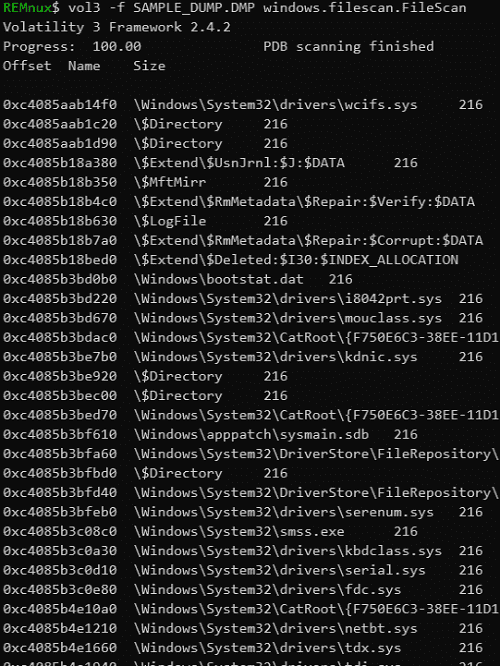 REMnux> vol3 -f SAMPLE_DUMP.DMP windows.filescan.FileScan
Volatility 3 Framework 2.4.2
Progress:  100.00               PDB scanning finished
Offset  Name    Size
0xc4085aab14f0  \Windows\System32\drivers\wcifs.sys     216
0xc4085aab1c20  \$Directory     216
0xc4085aab1d90  \$Directory     216
0xc4085b18a380  \$Extend\$UsnJrnl:$J:$DATA      216
0xc4085b18b350  \$MftMirr       216
0xc4085b18b4c0  \$Extend\$RmMetadata\$Repair:$Verify:$DATA
0xc4085b18b630  \$LogFile       216
0xc4085b18b7a0  \$Extend\$RmMetadata\$Repair:$Corrupt:$DATA
0xc4085b18bed0  \$Extend\$Deleted:$I30:$INDEX_ALLOCATION
0xc4085b3bd0b0  \Windows\bootstat.dat   216
0xc4085b3bd220  \Windows\System32\drivers\i8042prt.sys  216
0xc4085b3bd670  \Windows\System32\drivers\mouclass.sys  216
0xc4085b3bdac0  \Windows\System32\CatRoot\{F750E6C3-38EE-11D1
0xc4085b3be7b0  \Windows\System32\drivers\kdnic.sys     216
0xc4085b3be920  \$Directory     216
0xc4085b3bec00  \$Directory     216
0xc4085b3bed70  \Windows\System32\CatRoot\{F750E6C3-38EE-11D1
0xc4085b3bf610  \Windows\apppatch\sysmain.sdb   216
0xc4085b3bfa60  \Windows\System32\DriverStore\FileRepository\
0xc4085b3bfbd0  \$Directory     216
0xc4085b3bfd40  \Windows\System32\DriverStore\FileRepository\
0xc4085b3bfeb0  \Windows\System32\drivers\serenum.sys   216
0xc4085b3c08c0  \Windows\System32\smss.exe      216
0xc4085b3c0a30  \Windows\System32\drivers\kbdclass.sys  216
0xc4085b3c0d10  \Windows\System32\drivers\serial.sys    216
0xc4085b3c0e80  \Windows\System32\drivers\fdc.sys       216
0xc4085b4e10a0  \Windows\System32\CatRoot\{F750E6C3-38EE-11D1
0xc4085b4e1210  \Windows\System32\drivers\netbt.sys     216
0xc4085b4e1660  \Windows\System32\drivers\tdx.sys       216